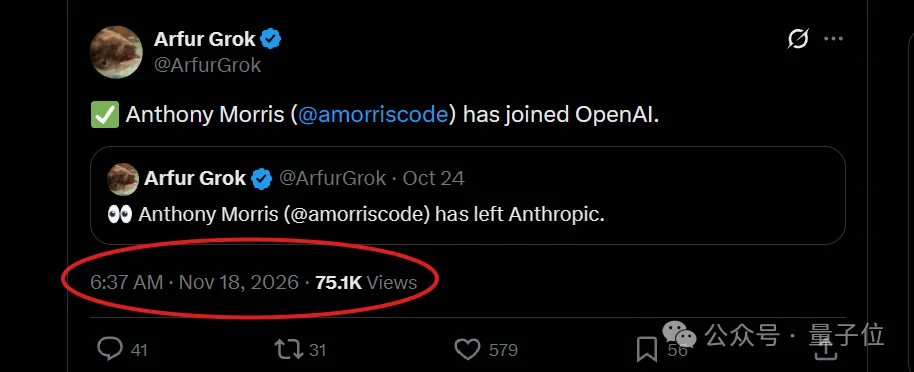 Arfur Grok
@ArfurGrok
✅ Anthony Morris (@amorriscode) has joined OpenAI.
Arfur Grok @ArfurGrok · Oct 24
👀 Anthony Morris (@amorriscode) has left Anthropic.
6:37 AM · Nov 18, 2026 · 75.1K Views
41 31 579 56
公众号 · 量子位